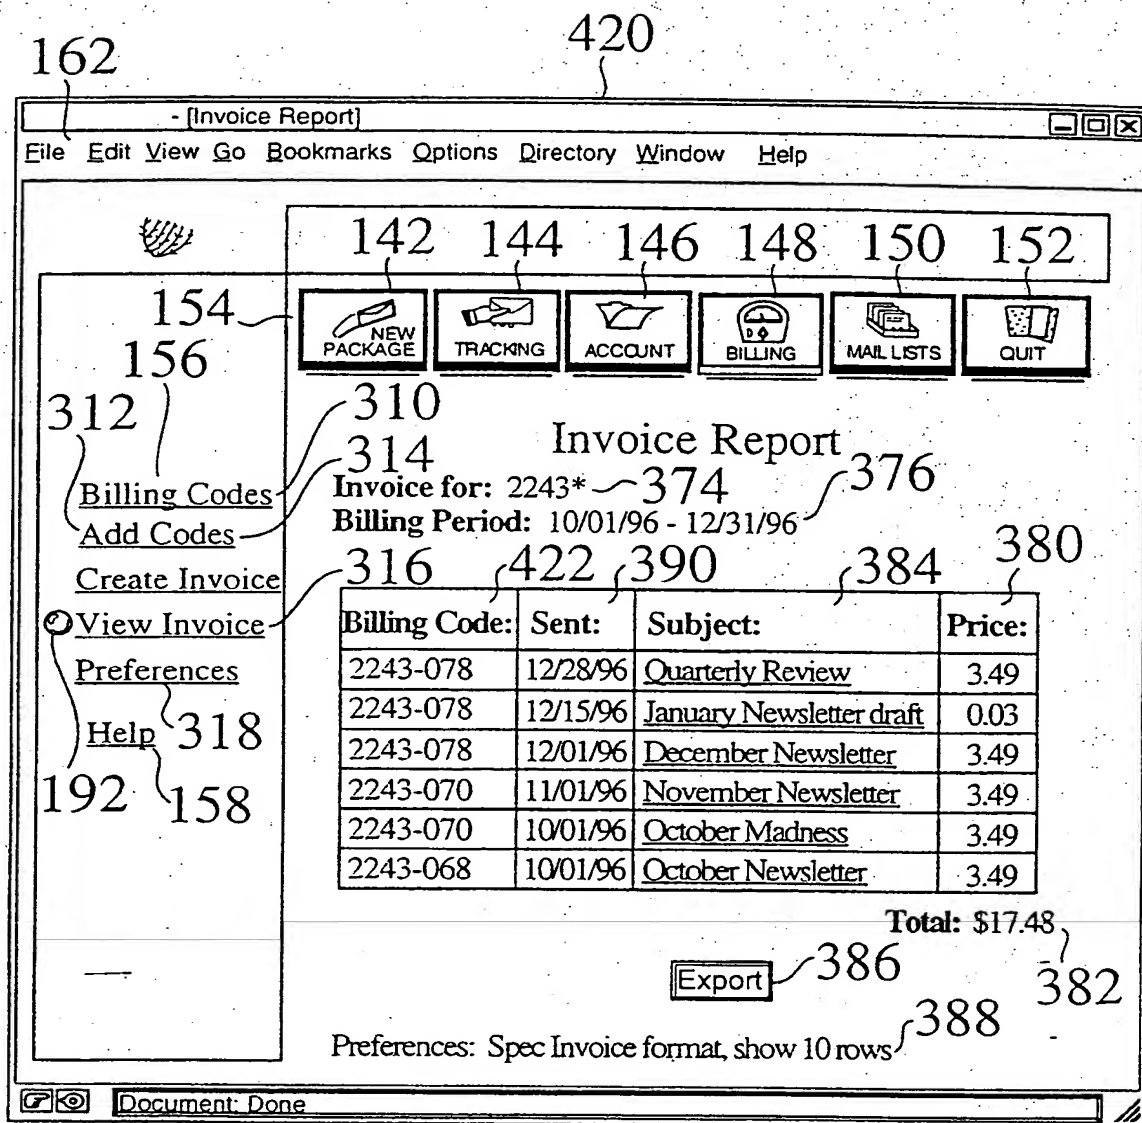 162 420
- [Invoice Report]
File Edit View Go Bookmarks Options Directory Window Help
142 144 146 148 150 152
154
NEW PACKAGE TRACKING ACCOUNT BILLING MAIL LISTS QUIT
156
312 310
Invoice Report
314 376
Billing Codes Invoice for: 2243* 374
Add Codes Billing Period: 10/01/96 - 12/31/96
380
Create Invoice 316 422 390 384
View Invoice Billing Code: Sent: Subject: Price:
Preferences 2243-078 12/28/96 Quarterly Review 3.49
2243-078 12/15/96 January Newsletter draft 0.03
Help 318 2243-078 12/01/96 December Newsletter 3.49
192 158 2243-070 11/01/96 November Newsletter 3.49
2243-070 10/01/96 October Madness 3.49
2243-068 10/01/96 October Newsletter 3.49
Total: $17.48
Export 386 382
388
Preferences: Spec Invoice format, show 10 rows
Document: Done